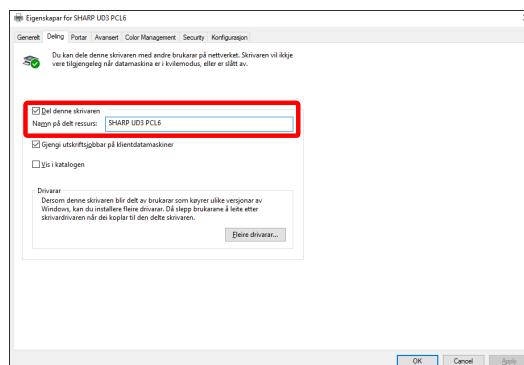 Eigenskapar for SHARP UD3 PCL6
Generelt Deling Portar Avansert Color Management Security Konfigurasjon
Du kan dele denne skrivaren med andre brukarar på nettverket. Skrivaren vil ikkje
vere tilgjengeleg når datamaskina er i kvilemodus, eller er slått av.
Del denne skrivaren
Namn på delt ressurs: SHARP UD3 PCL6
Gjengi utskriftsjobbar på klientdatamaskiner
Vis i katalogen
Drivarar
Dersom denne skrivaren blir delt av brukarar som køyrer ulike versjonar av
Windows, kan du installere fleire drivarar. Då slepp brukarane å leite etter
skrivardrivaren når dei koplar til den delte skrivaren.
Fleire drivarar...
OK Cancel Apply